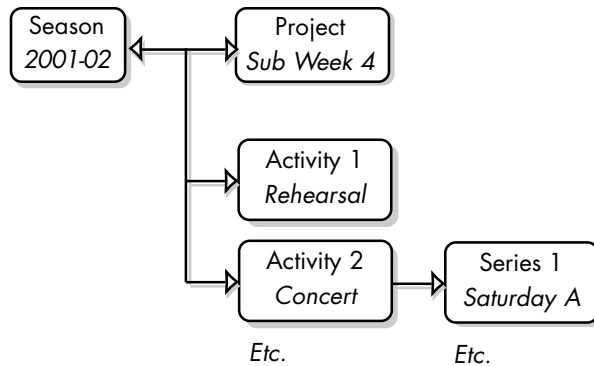 Season
2001-02
Project
Sub Week 4
Activity 1
Rehearsal
Activity 2
Concert
Series 1
Saturday A
Etc.
Etc.